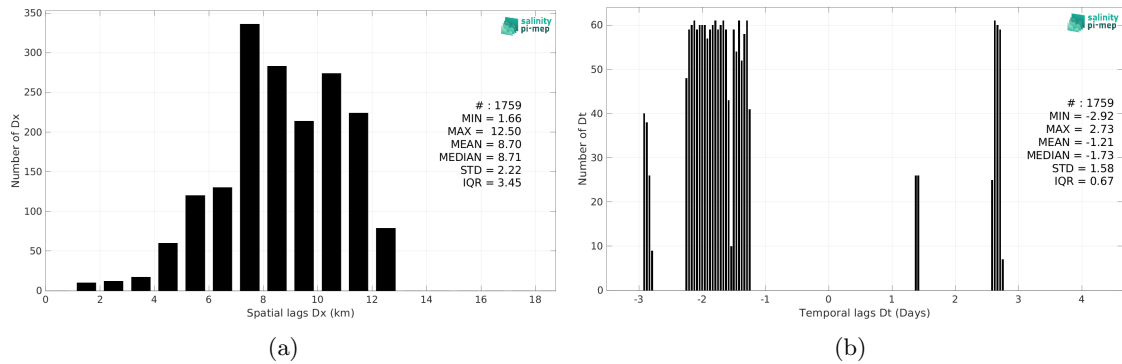 350
300
250
200
150
100
50
0
Number of Dx
0 2 4 6 8 10 12 14 16 18
Spatial lags Dx (km)
salinity
pi-mep
# : 1759
MIN = 1.66
MAX = 12.50
MEAN = 8.70
MEDIAN = 8.71
STD = 2.22
IQR = 3.45
(a)
60
50
40
30
20
10
0
Number of Dt
-3 -2 -1 0 1 2 3 4
Temporal lags Dt (Days)
salinity
pi-mep
# : 1759
MIN = -2.92
MAX = 2.73
MEAN = -1.21
MEDIAN = -1.73
STD = 1.58
IQR = 0.67
(b)